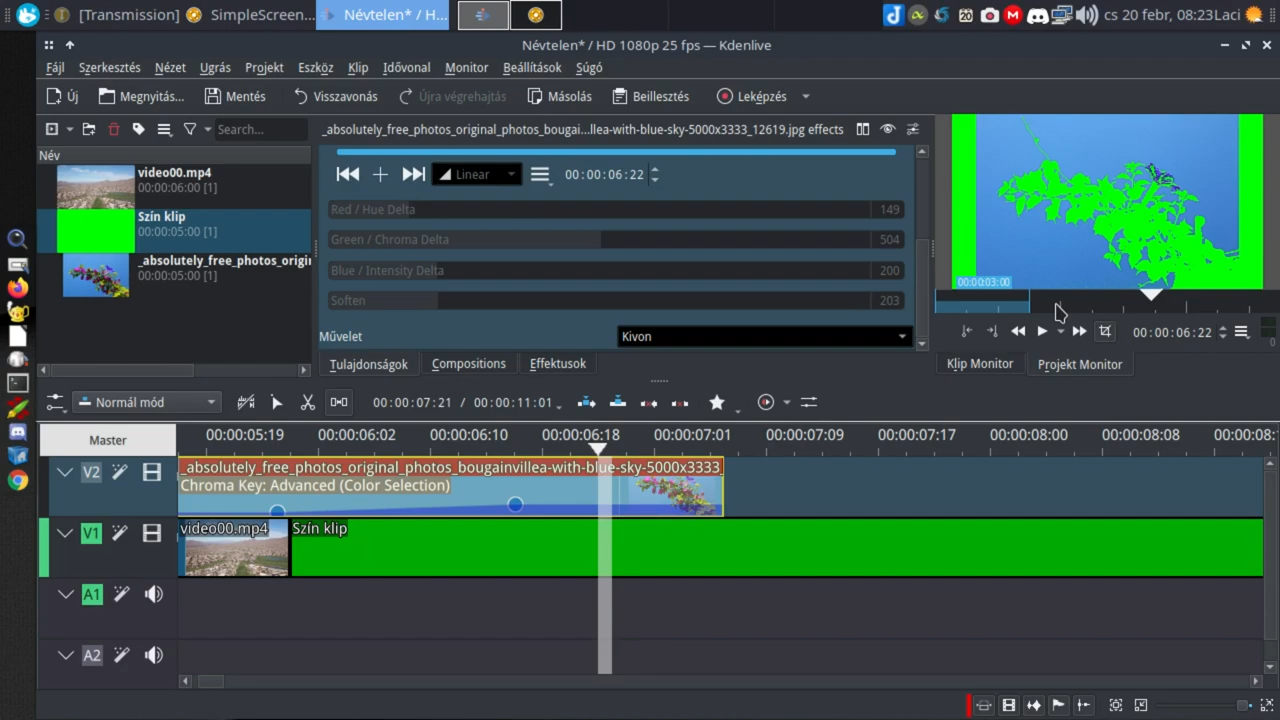 [Transmission]
SimpleScreen...
Névtelen* / H...
20
cs 20 febr, 08:23
Laci
Névtelen* / HD 1080p 25 fps — Kdenlive
Fájl Szerkesztés Nézet Ugrás Projekt Eszköz Klip Idővonal Monitor Beállítások Súgó
Új Megnyitás... Mentés Visszavonás Újra végrehajtás Másolás Beillesztés Leképzés
Search...
_absolutely_free_photos_original_photos_bougai...llea-with-blue-sky-5000x3333_12619.jpg effects
Név
video00.mp4
00:00:06:00 [1]
Szín klip
00:00:05:00 [1]
_absolutely_free_photos_origin
00:00:05:00 [1]
Linear
00:00:06:22
Red / Hue Delta 149
Green / Chroma Delta 504
Blue / Intensity Delta 200
Soften 203
Művelet Kivon
Tulajdonságok Compositions Effektusok
00:00:03:00
00:00:06:22
0
Klip Monitor Projekt Monitor
Normál mód
00:00:07:21 / 00:00:11:01
Master
00:00:05:19 00:00:06:02 00:00:06:10 00:00:06:18 00:00:07:01 00:00:07:09 00:00:07:17 00:00:08:00 00:00:08:08 00:00:08:
V2
_absolutely_free_photos_original_photos_bougainvillea-with-blue-sky-5000x3333_
Chroma Key: Advanced (Color Selection)
V1
video00.mp4
Szín klip
A1
A2